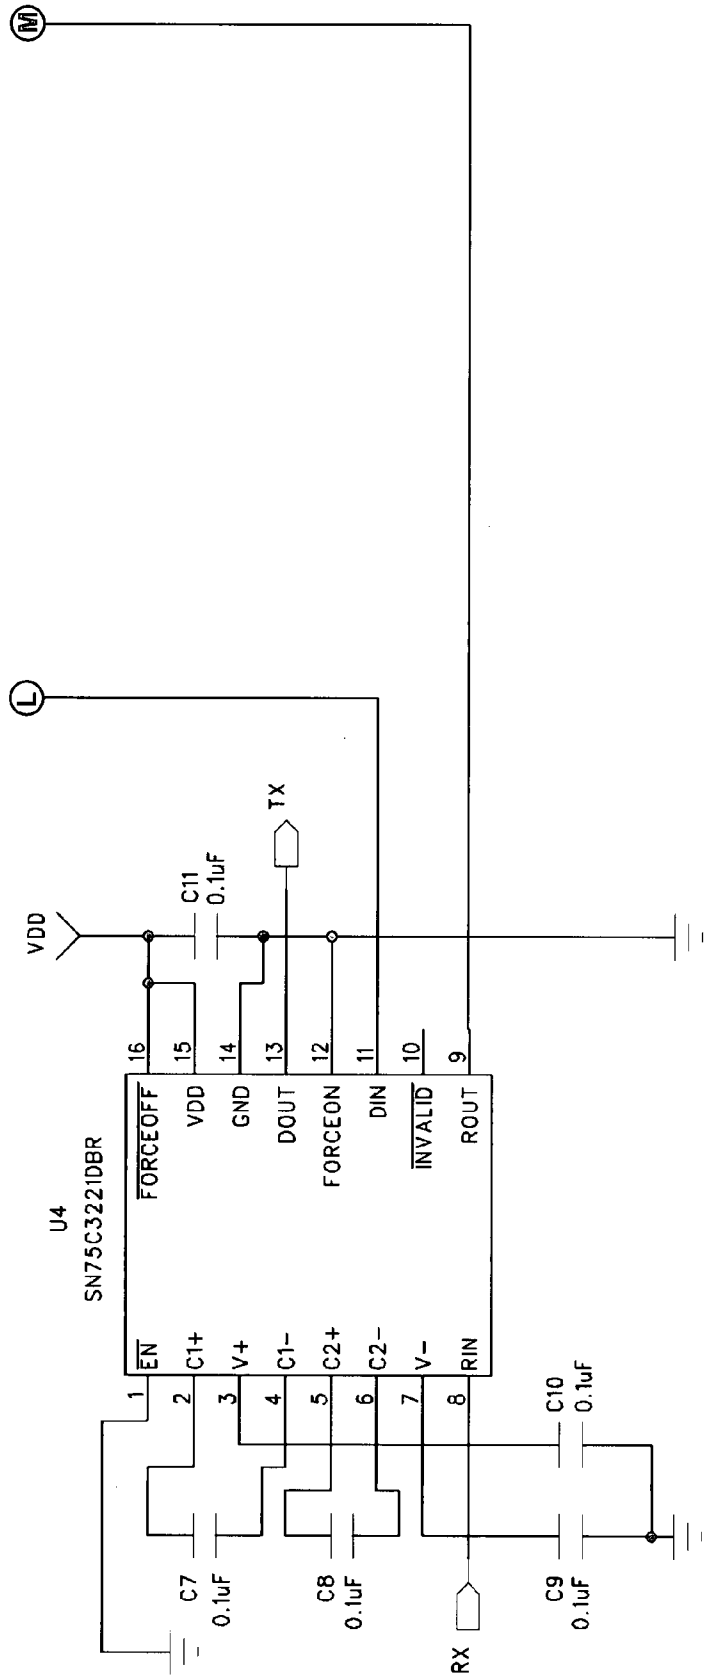 U4
SN75C3221DBR
1 EN
2 C1+
3 V+
4 C1-
5 C2+
6 C2-
7 V-
8 RIN
FORCEOFF 16
VDD 15
GND 14
DOUT 13
FORCEON 12
DIN 11
INVALID 10
ROUT 9
C7
0.1uF
C8
0.1uF
RX
C9
0.1uF
C10
0.1uF
VDD
C11
0.1uF
TX
L
M